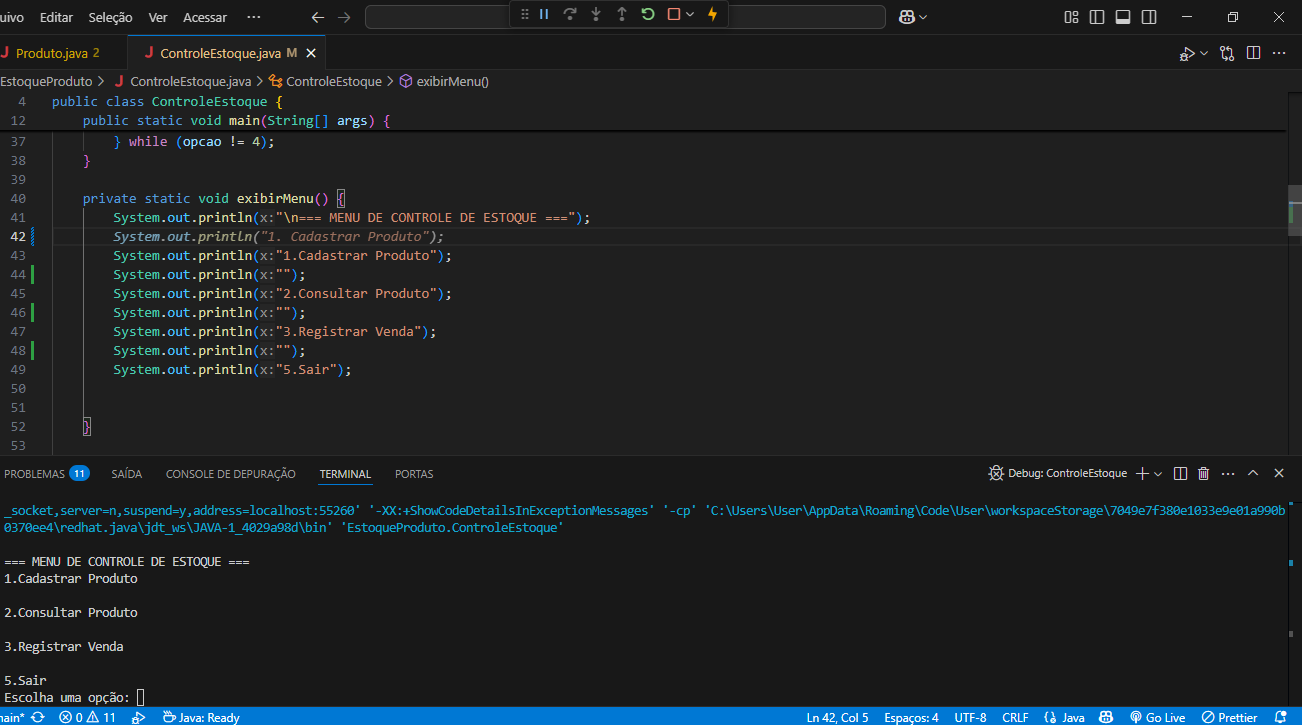 uivo Editar Seleção Ver Acessar ···
Produto.java 2
ControleEstoque.java M
EstoqueProduto > ControleEstoque.java > ControleEstoque > exibirMenu()
4 public class ControleEstoque {
12 public static void main(String[] args) {
37 } while (opcao != 4);
38 }
39
40 private static void exibirMenu() {
41 System.out.println(x:"\n=== MENU DE CONTROLE DE ESTOQUE ===");
42 System.out.println("1. Cadastrar Produto");
43 System.out.println(x:"1.Cadastrar Produto");
44 System.out.println(x:"");
45 System.out.println(x:"2.Consultar Produto");
46 System.out.println(x:"");
47 System.out.println(x:"3.Registrar Venda");
48 System.out.println(x:"");
49 System.out.println(x:"5.Sair");
50
51
52 }
53
PROBLEMAS 11 SAÍDA CONSOLE DE DEPURAÇÃO TERMINAL PORTAS Debug: ControleEstoque
_socket,server=n,suspend=y,address=localhost:55260' '-XX:+ShowCodeDetailsInExceptionMessages' '-cp' 'C:\Users\User\AppData\Roaming\Code\User\workspaceStorage\7049e7f380e1033e9e01a990b
0370ee4\redhat.java\jdt_ws\JAVA-1_4029a98d\bin' 'EstoqueProduto.ControleEstoque'
=== MENU DE CONTROLE DE ESTOQUE ===
1.Cadastrar Produto
2.Consultar Produto
3.Registrar Venda
5.Sair
Escolha uma opção:
nain* 0 11 Java: Ready Ln 42, Col 5 Espaços: 4 UTF-8 CRLF Java Go Live Prettier